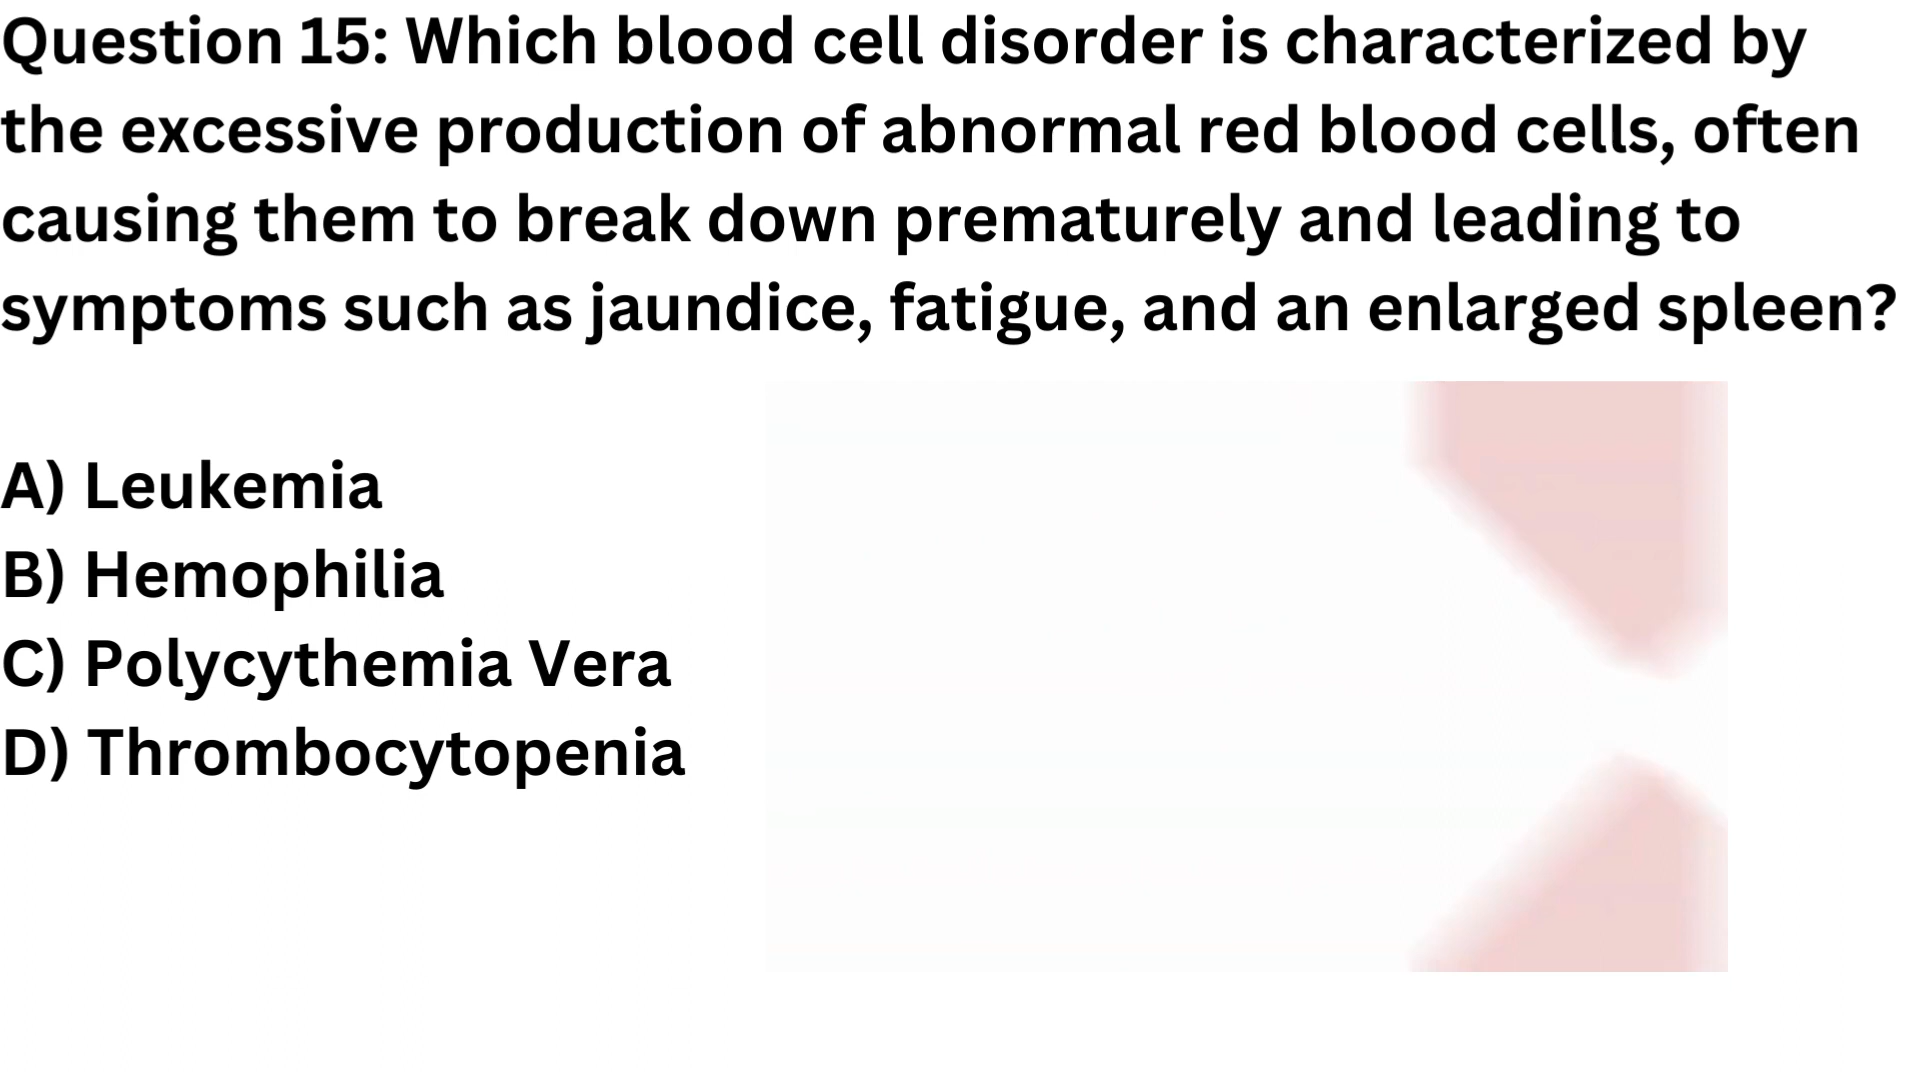 Question 15: Which blood cell disorder is characterized by
the excessive production of abnormal red blood cells, often
causing them to break down prematurely and leading to
symptoms such as jaundice, fatigue, and an enlarged spleen?
A) Leukemia
B) Hemophilia
C) Polycythemia Vera
D) Thrombocytopenia